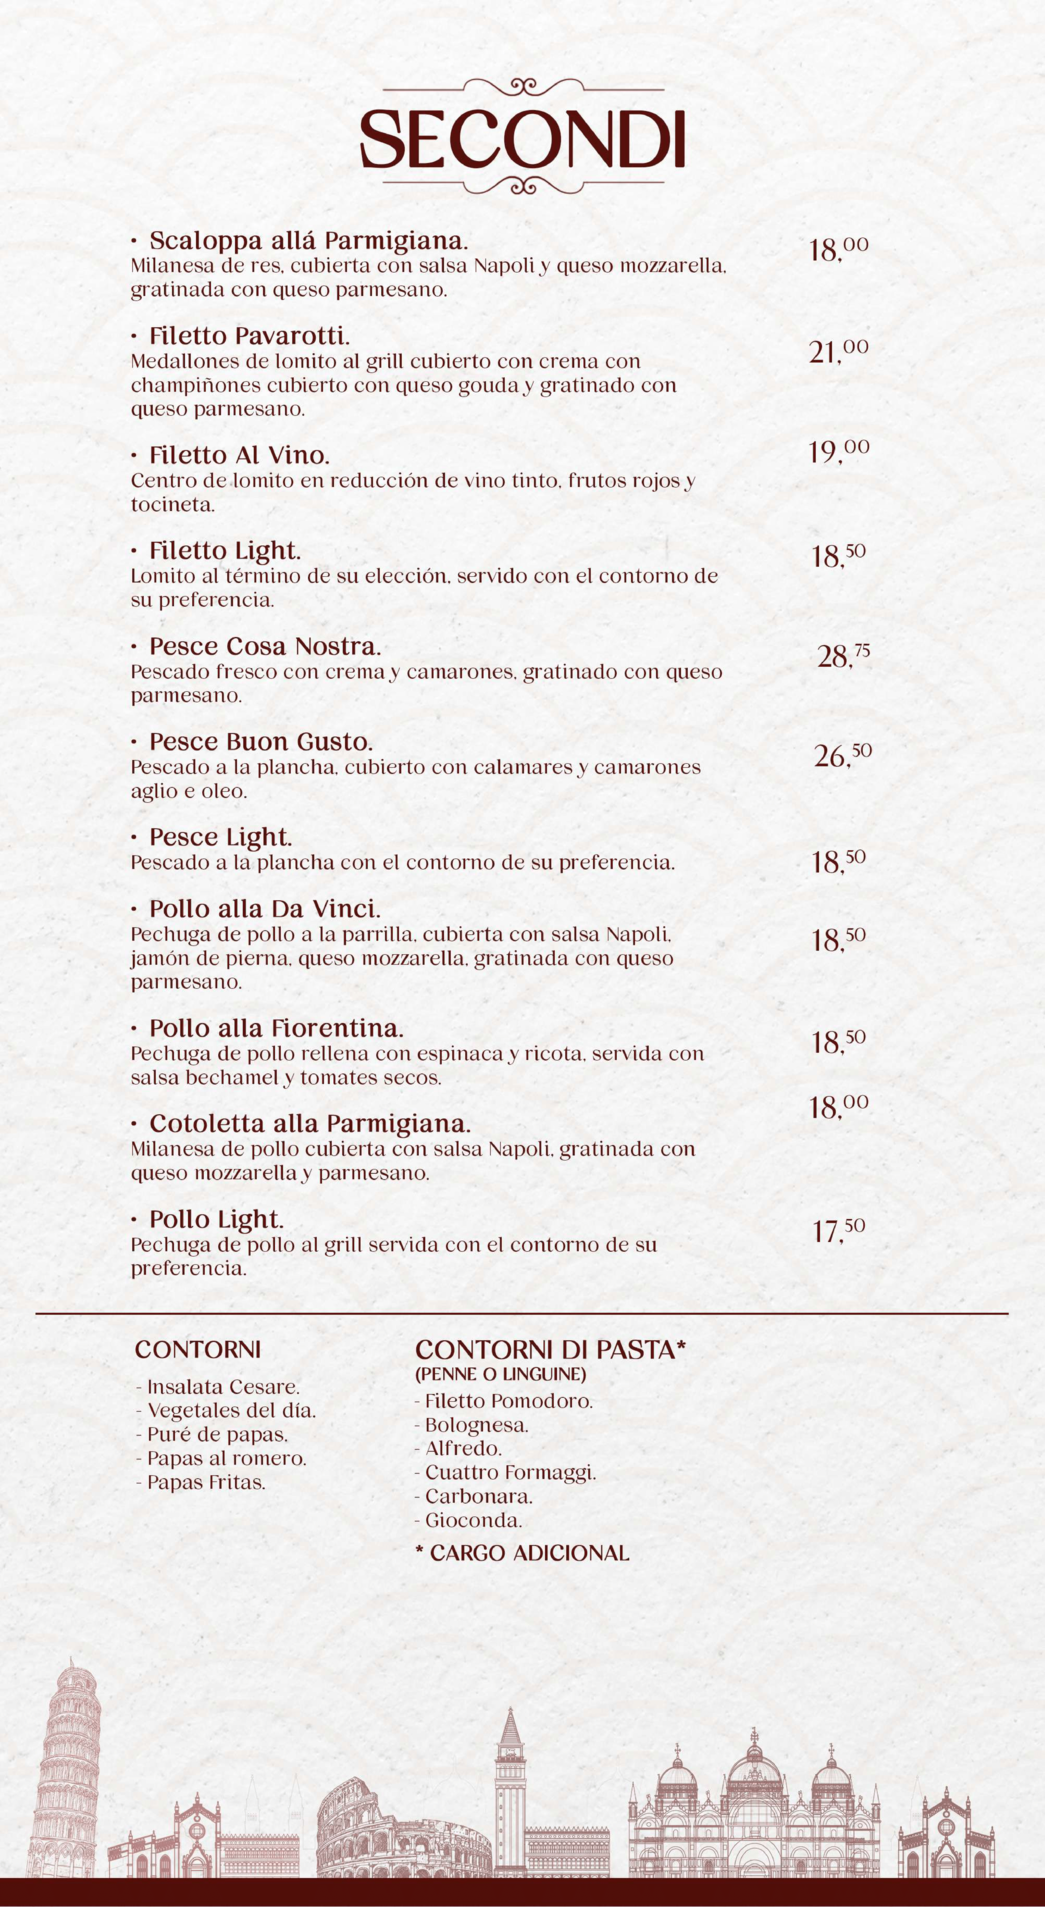 SECONDI
• Scaloppa allá Parmigiana.
18,00
Milanesa de res, cubierta con salsa Napoli y queso mozzarella,
gratinada con queso parmesano.
• Filetto Pavarotti.
21,00
Medallones de lomito al grill cubierto con crema con
champiñones cubierto con queso gouda y gratinado con
queso parmesano.
• Filetto Al Vino.
19,00
Centro de lomito en reducción de vino tinto, frutos rojos y
tocineta.
• Filetto Light.
18,50
Lomito al término de su elección, servido con el contorno de
su preferencia.
• Pesce Cosa Nostra.
28,75
Pescado fresco con crema y camarones, gratinado con queso
parmesano.
• Pesce Buon Gusto.
26,50
Pescado a la plancha, cubierto con calamares y camarones
aglio e oleo.
• Pesce Light.
18,50
Pescado a la plancha con el contorno de su preferencia.
• Pollo alla Da Vinci.
18,50
Pechuga de pollo a la parrilla, cubierta con salsa Napoli,
jamón de pierna, queso mozzarella, gratinada con queso
parmesano.
• Pollo alla Fiorentina.
18,50
Pechuga de pollo rellena con espinaca y ricota, servida con
salsa bechamel y tomates secos.
• Cotoletta alla Parmigiana.
18,00
Milanesa de pollo cubierta con salsa Napoli, gratinada con
queso mozzarella y parmesano.
• Pollo Light.
17,50
Pechuga de pollo al grill servida con el contorno de su
preferencia.
CONTORNI
- Insalata Cesare.
- Vegetales del día.
- Puré de papas,
- Papas al romero.
- Papas Fritas.
CONTORNI DI PASTA*
(PENNE O LINGUINE)
- Filetto Pomodoro.
- Bolognesa.
- Alfredo.
- Cuattro Formaggi.
- Carbonara.
- Gioconda.
* CARGO ADICIONAL